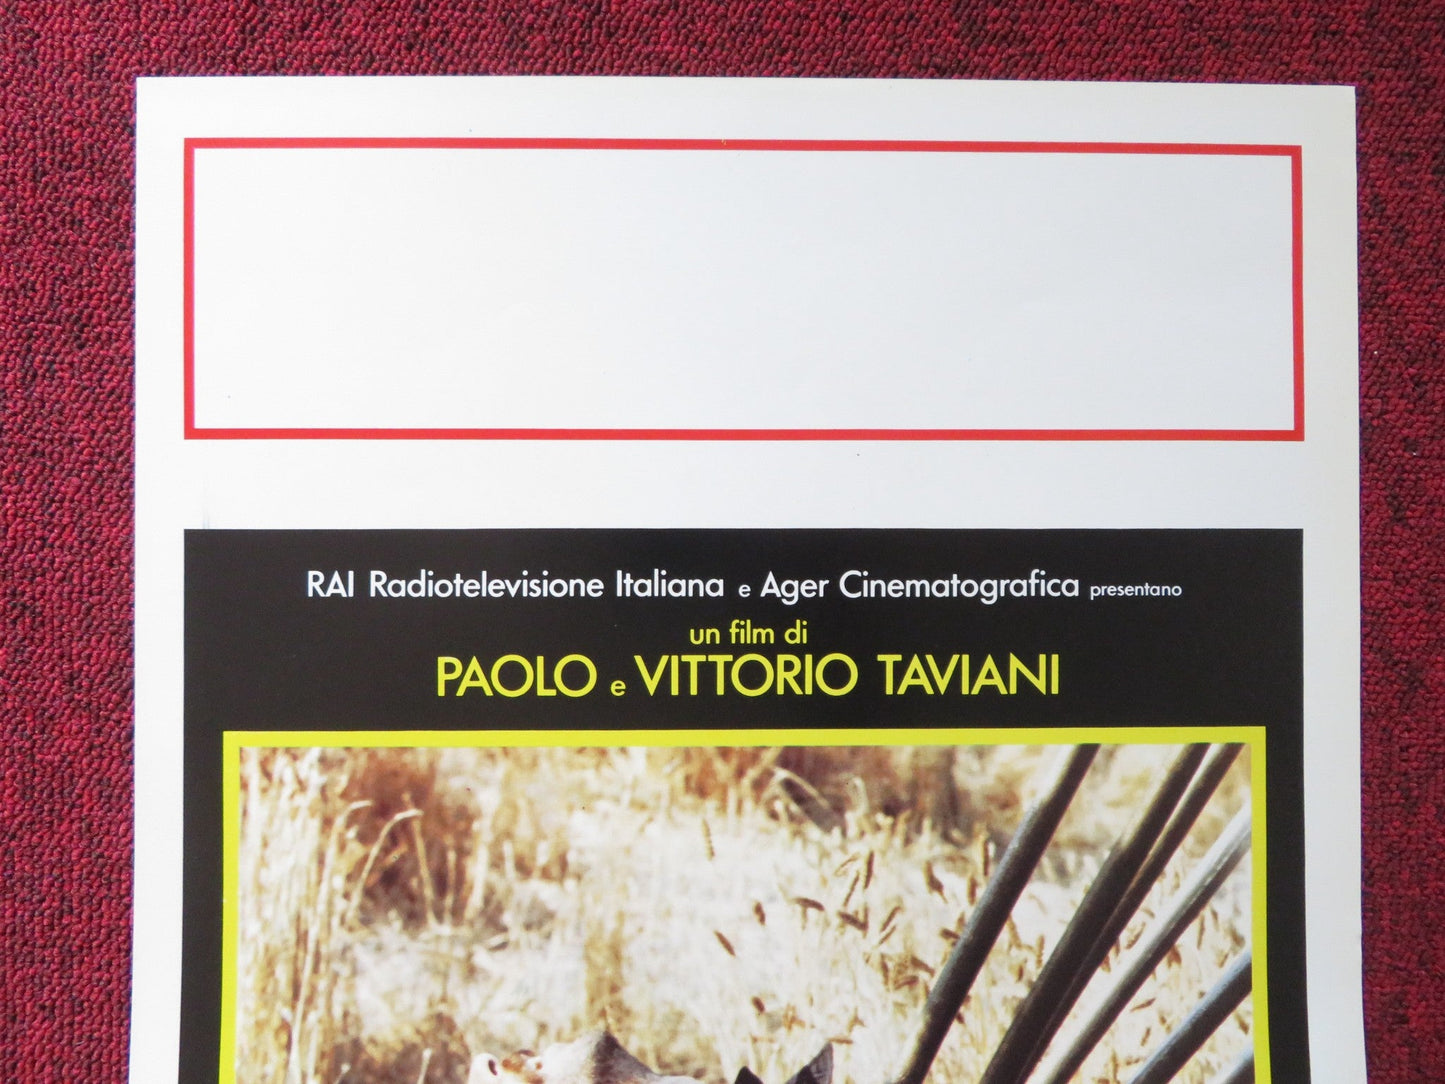 RAI Radiotelevisione Italiana e Ager Cinematografica presentano
un film di
PAOLO e VITTORIO TAVIANI